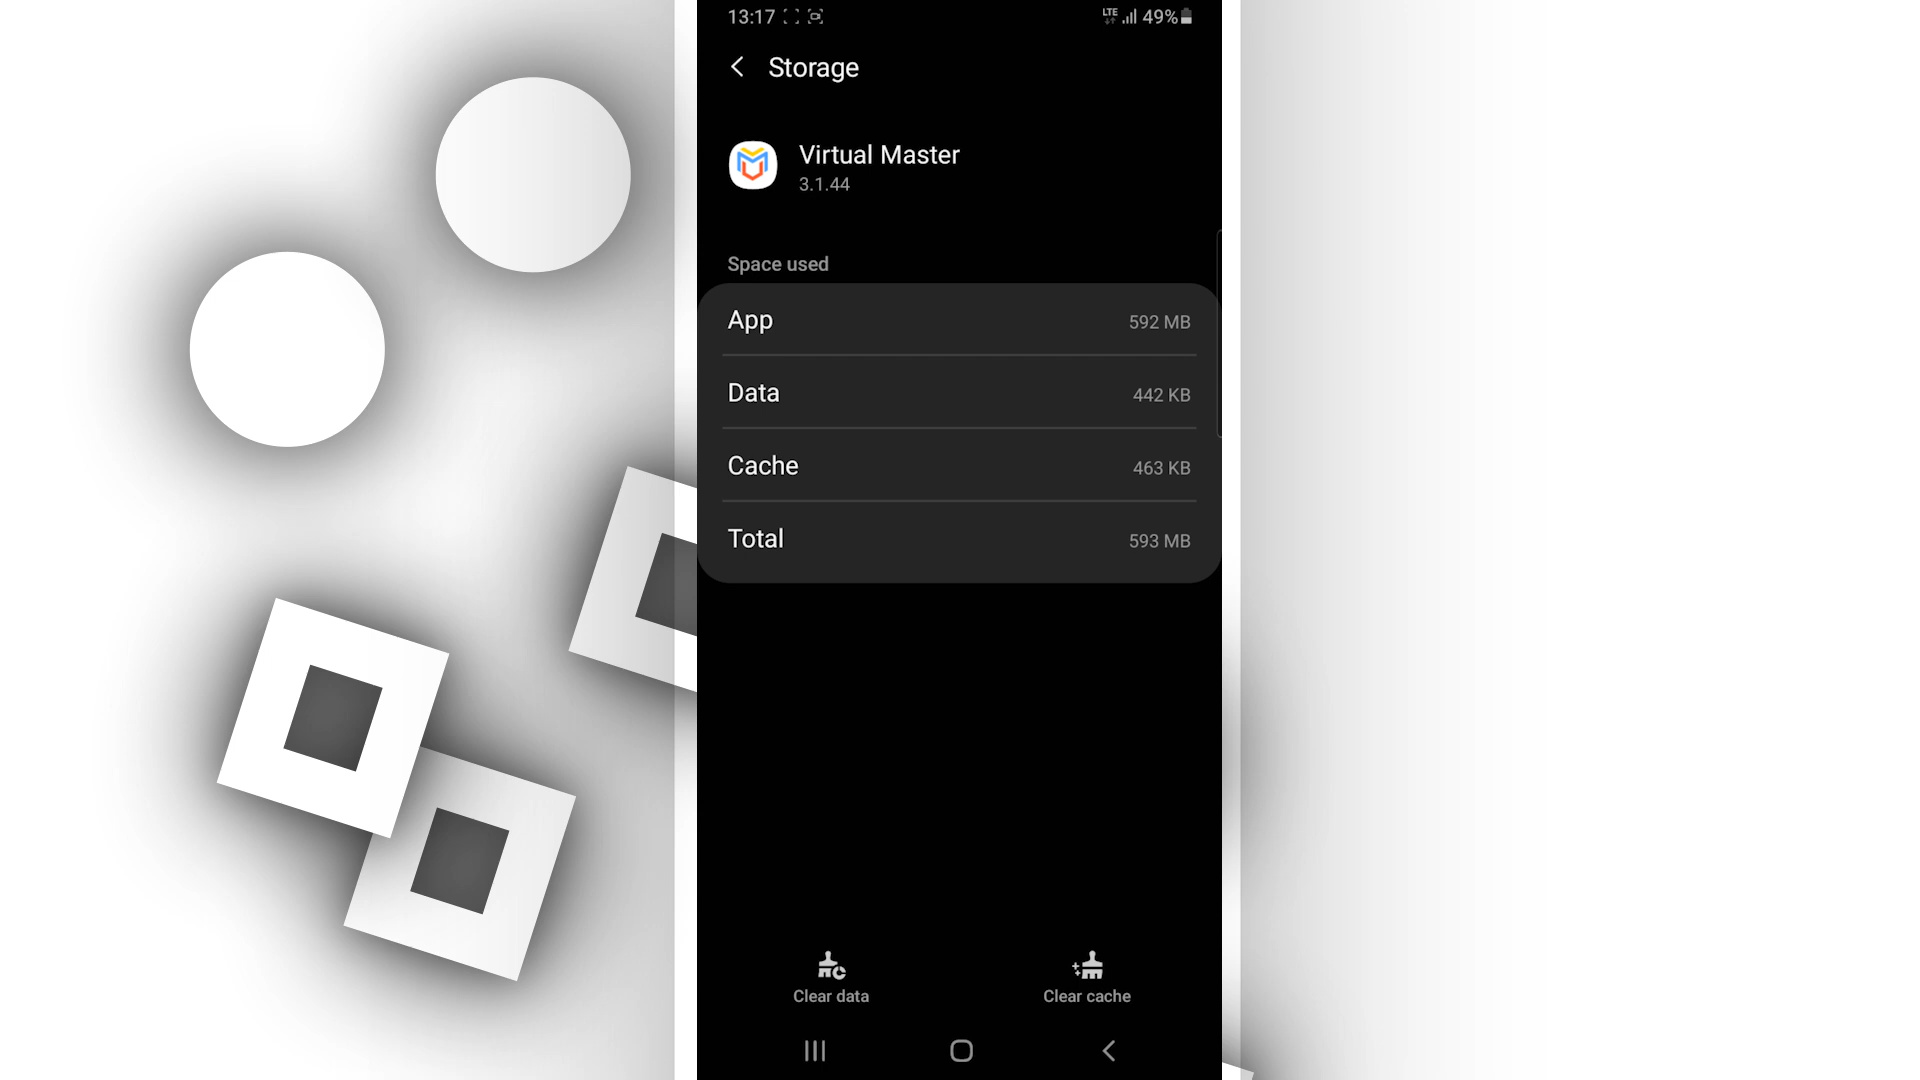 13:17 LTE 49%
Storage
Virtual Master
3.1.44
Space used
App 592 MB
Data 442 KB
Cache 463 KB
Total 593 MB
Clear data Clear cache